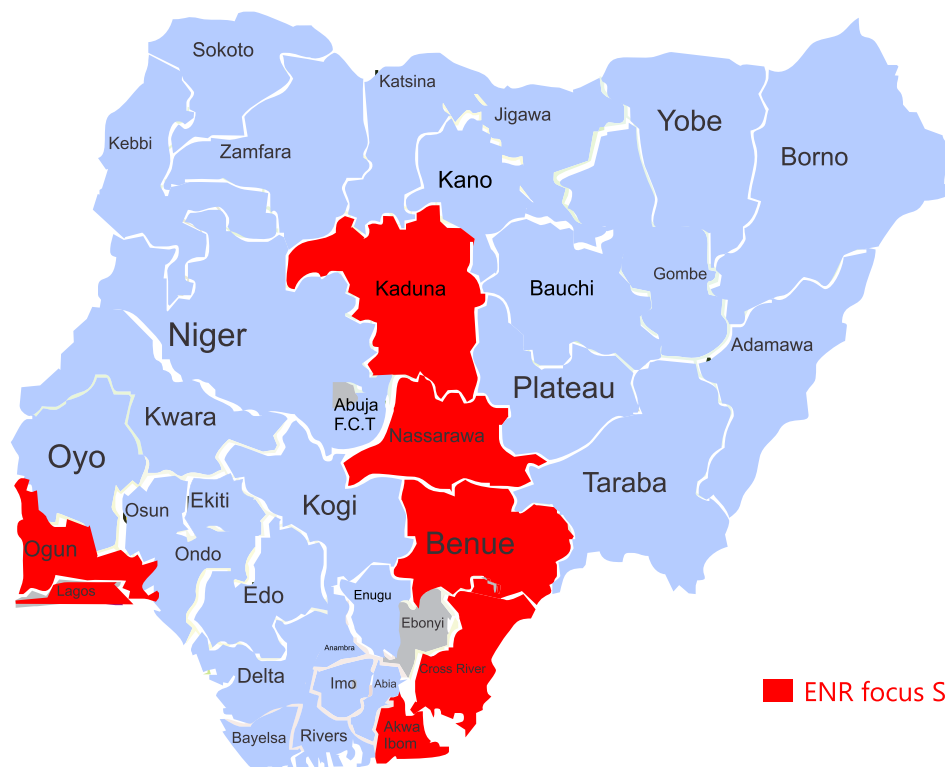 Sokoto
Katsina
Jigawa
Yobe
Kebbi
Zamfara
Borno
Kano
Kaduna
Bauchi
Gombe
Niger
Adamawa
Plateau
Abuja
F.C.T
Kwara
Nassarawa
Oyo
Taraba
Kogi
Ekiti
Osun
Benue
Ogun
Ondo
Lagos
Edo
Enugu
Ebonyi
Anambra
Cross River
Delta
Imo
Abia
ENR focus S
Akwa
Ibom
Rivers
Bayelsa